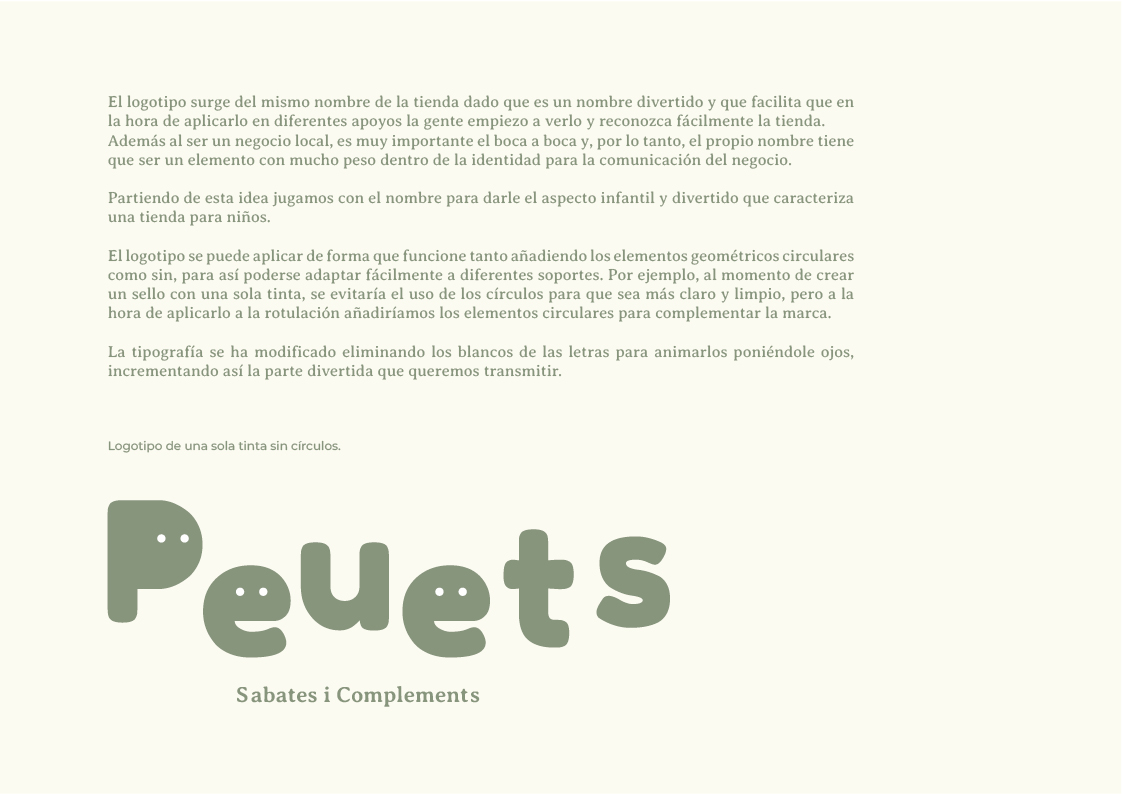 El logotipo surge del mismo nombre de la tienda dado que es un nombre divertido y que facilita que en
la hora de aplicarlo en diferentes apoyos la gente empiezo a verlo y reconozca fácilmente la tienda.
Además al ser un negocio local, es muy importante el boca a boca y, por lo tanto, el propio nombre tiene
que ser un elemento con mucho peso dentro de la identidad para la comunicación del negocio.
Partiendo de esta idea jugamos con el nombre para darle el aspecto infantil y divertido que caracteriza
una tienda para niños.
El logotipo se puede aplicar de forma que funcione tanto añadiendo los elementos geométricos circulares
como sin, para así poderse adaptar fácilmente a diferentes soportes. Por ejemplo, al momento de crear
un sello con una sola tinta, se evitaría el uso de los círculos para que sea más claro y limpio, pero a la
hora de aplicarlo a la rotulación añadiríamos los elementos circulares para complementar la marca.
La tipografía se ha modificado eliminando los blancos de las letras para animarlos poniéndole ojos,
incrementando así la parte divertida que queremos transmitir.
Logotipo de una sola tinta sin círculos.
Peuets
Sabates i Complements